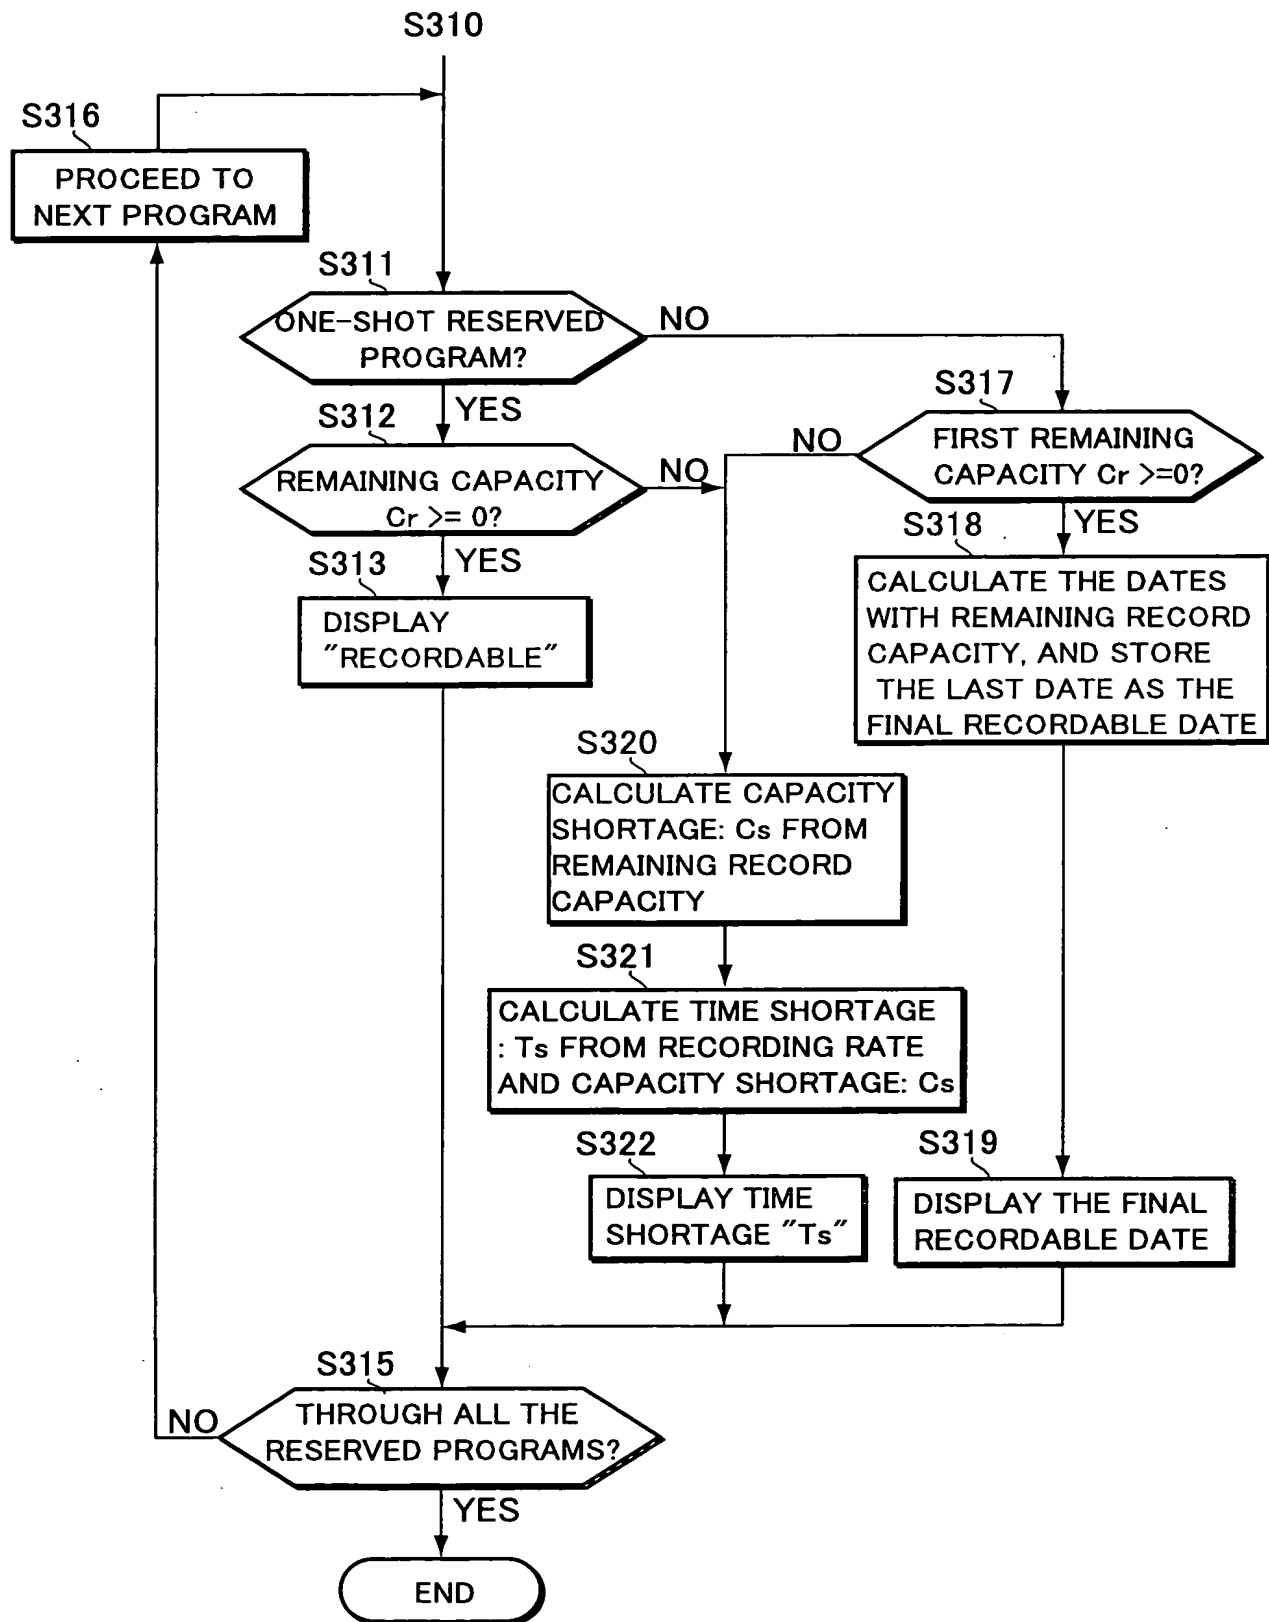 S310
S316
PROCEED TO
NEXT PROGRAM
S311
ONE-SHOT RESERVED
PROGRAM?
NO
YES
S312
REMAINING CAPACITY
Cr >= 0?
NO
YES
S317
FIRST REMAINING
CAPACITY Cr >=0?
NO
YES
S313
DISPLAY
"RECORDABLE"
S318
CALCULATE THE DATES
WITH REMAINING RECORD
CAPACITY, AND STORE
THE LAST DATE AS THE
FINAL RECORDABLE DATE
S320
CALCULATE CAPACITY
SHORTAGE: Cs FROM
REMAINING RECORD
CAPACITY
S321
CALCULATE TIME SHORTAGE
: Ts FROM RECORDING RATE
AND CAPACITY SHORTAGE: Cs
S322
DISPLAY TIME
SHORTAGE "Ts"
S319
DISPLAY THE FINAL
RECORDABLE DATE
S315
THROUGH ALL THE
RESERVED PROGRAMS?
NO
YES
END